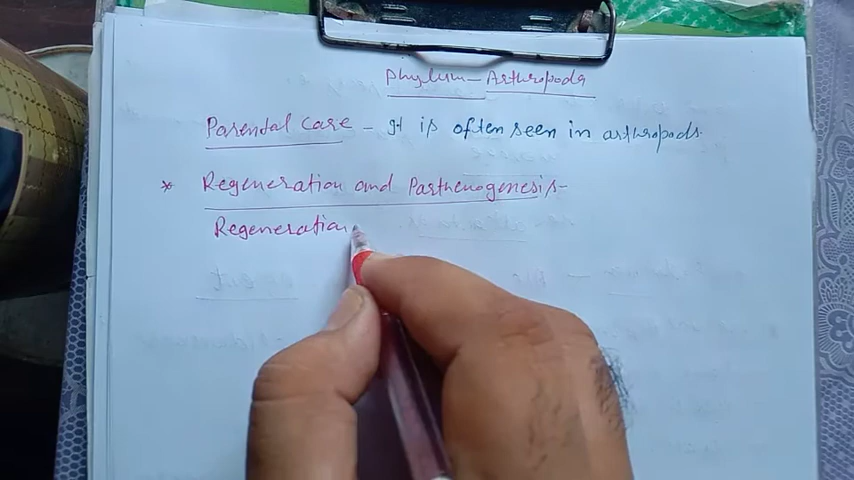 Phylum - Arthropoda
Parental Care - It is often seen in arthropods.
* Regeneration and Parthenogenesis-
Regeneration